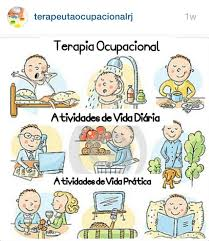 terapeutaocupacionalrj
1w
Terapia Ocupacional
Atividades de Vida Diária
Atividades de Vida Prática